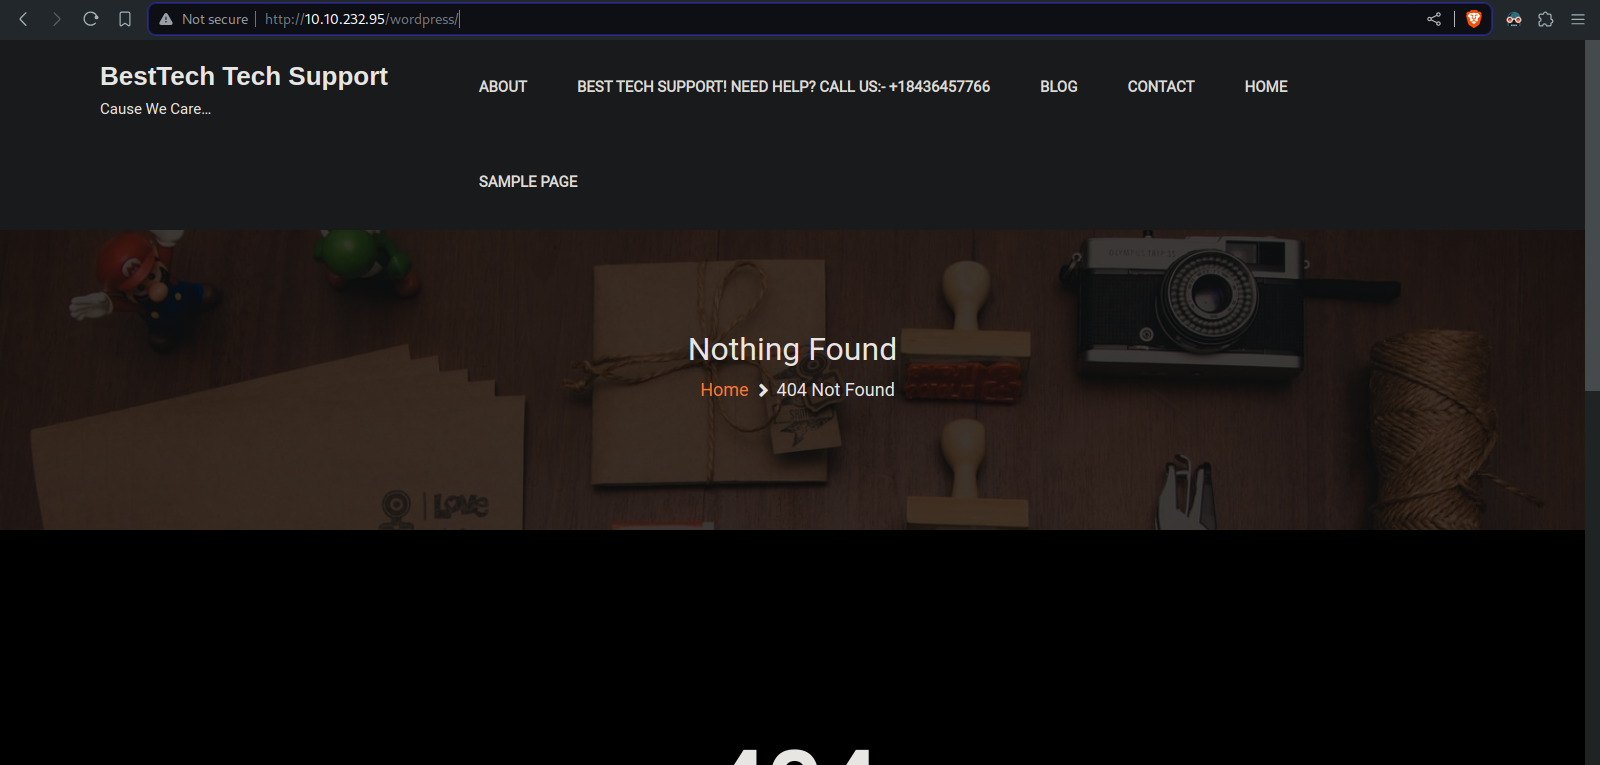 Not secure http://10.10.232.95/wordpress/
BestTech Tech Support
Cause We Care...
ABOUT BEST TECH SUPPORT! NEED HELP? CALL US:- +18436457766 BLOG CONTACT HOME
SAMPLE PAGE
Nothing Found
Home 404 Not Found
LOVE
404